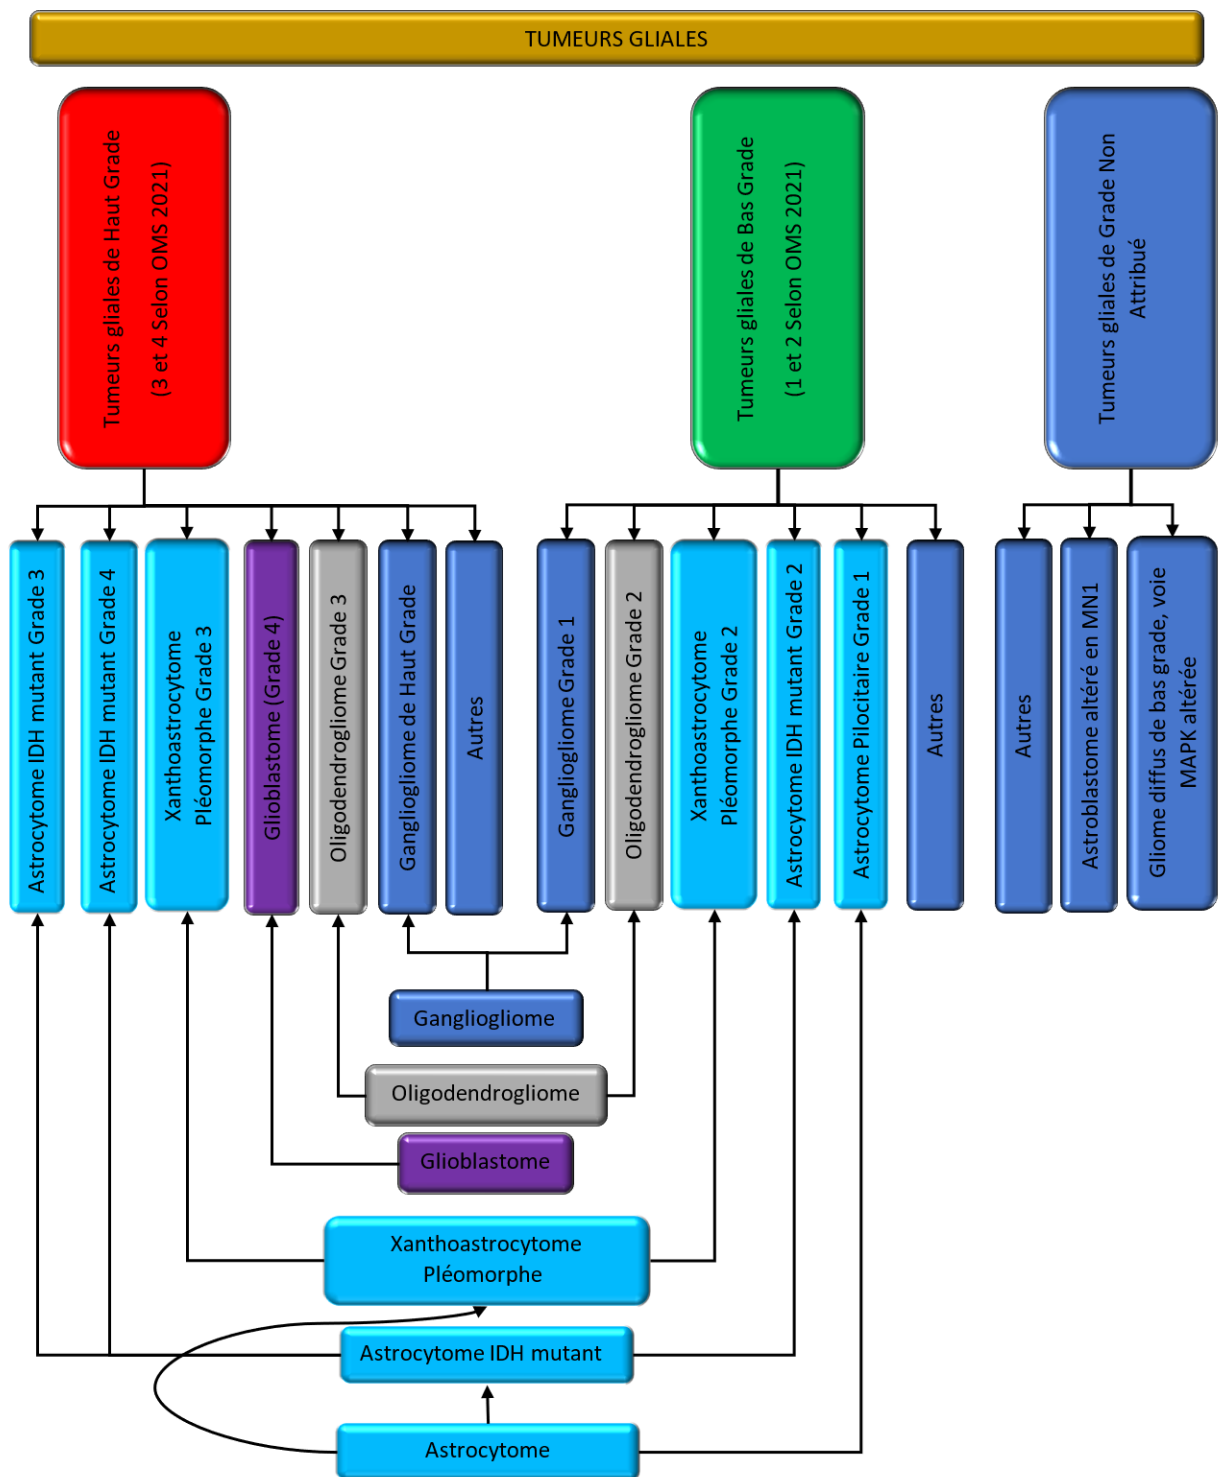 TUMEURS GLIALES
Tumeurs gliales de Haut Grade
(3 et 4 Selon OMS 2021)
Tumeurs gliales de Bas Grade
(1 et 2 Selon OMS 2021)
Tumeurs gliales de Grade Non
Attribué
Astrocytome IDH mutant Grade 3
Astrocytome IDH mutant Grade 4
Xanthoastrocytome
Pléomorphe Grade 3
Glioblastome (Grade 4)
Oligodendrogliome Grade 3
Gangliogliome de Haut Grade
Autres
Gangliogliome Grade 1
Oligodendrogliome Grade 2
Xanthoastrocytome
Pléomorphe Grade 2
Astrocytome IDH mutant Grade 2
Astrocytome Pilocitaire Grade 1
Autres
Autres
Astroblastome altéré en MN1
Gliome diffus de bas grade, voie
MAPK altérée
Gangliogliome
Oligodendrogliome
Glioblastome
Xanthoastrocytome
Pléomorphe
Astrocytome IDH mutant
Astrocytome